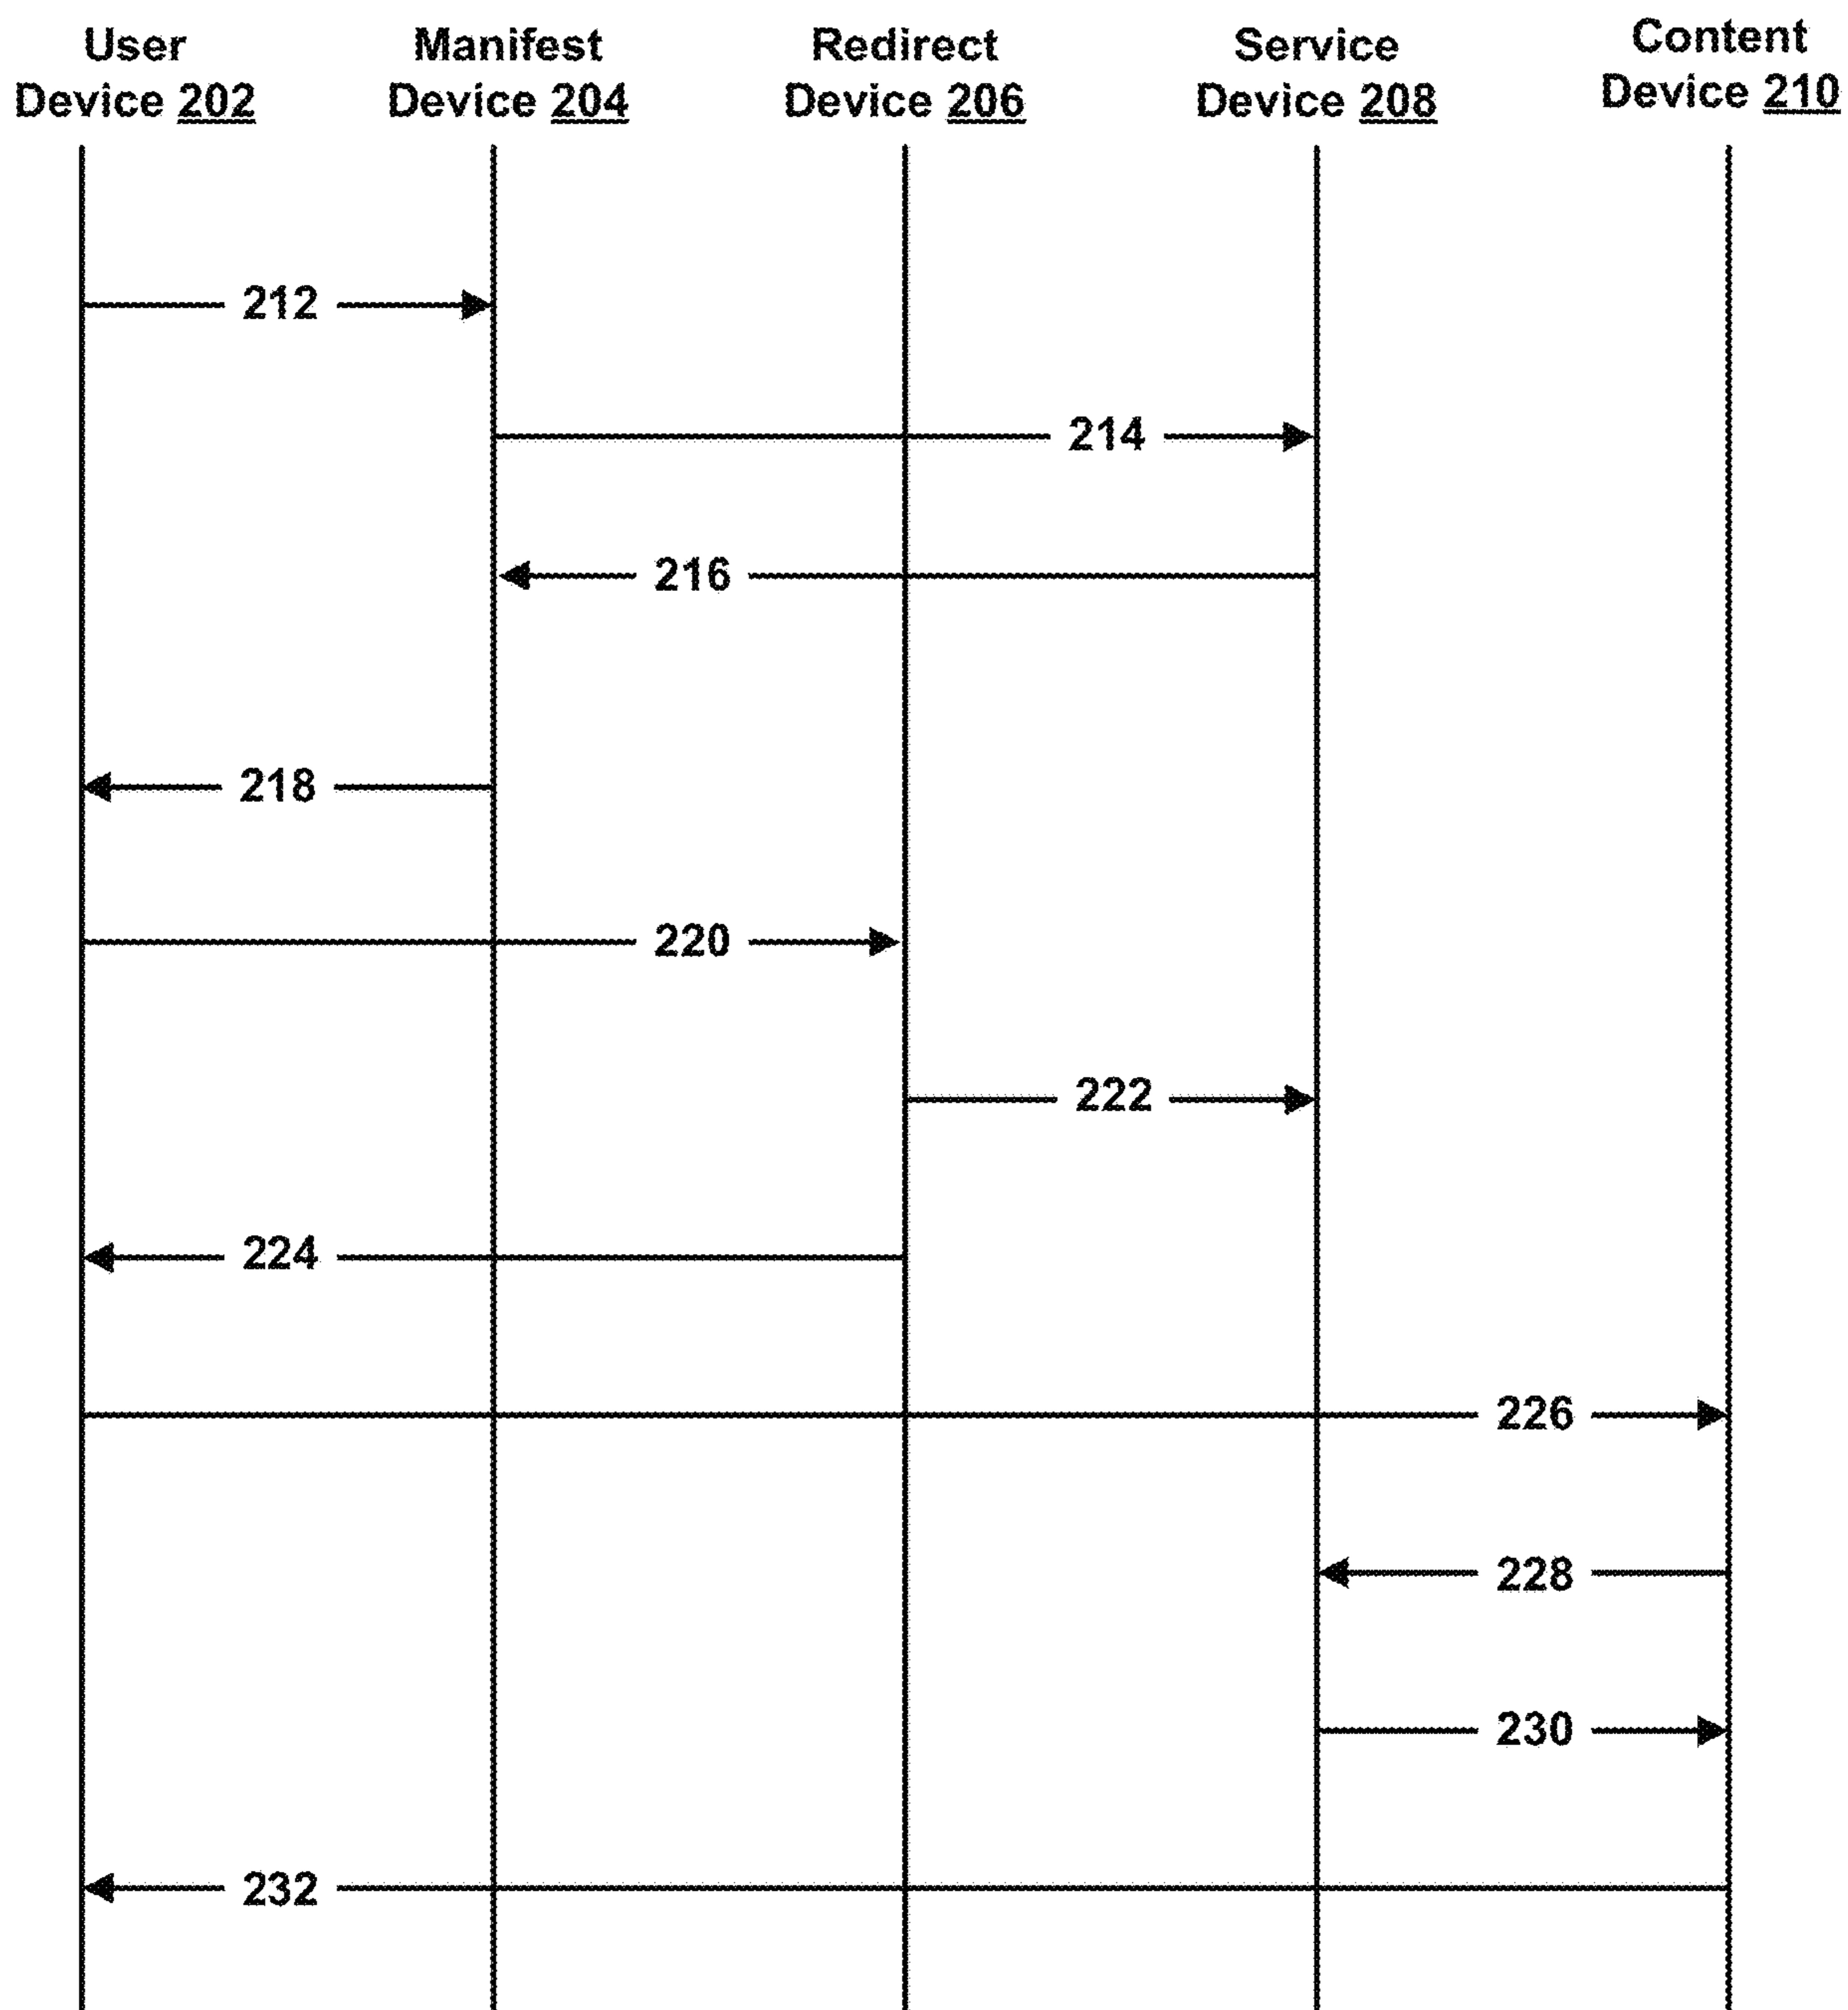 User
Device 202
Manifest
Device 204
Redirect
Device 206
Service
Device 208
Content
Device 210
212
214
216
218
220
222
224
226
228
230
232